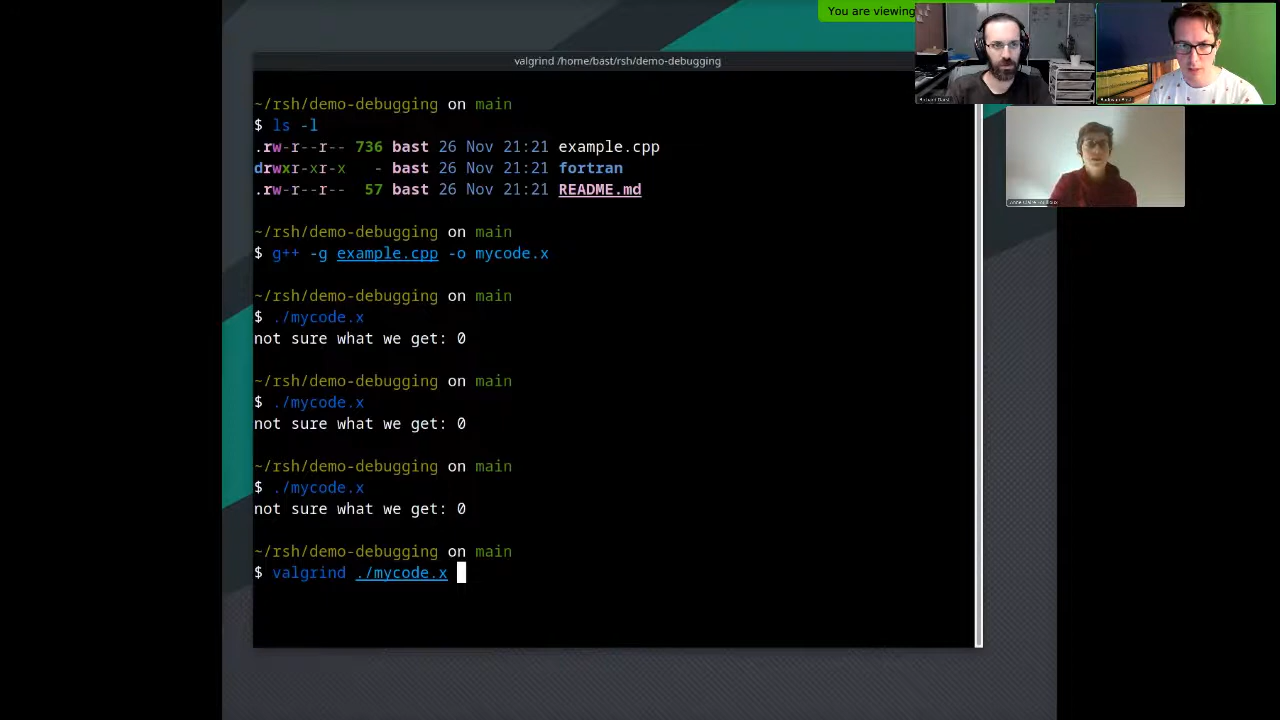 You are viewing
valgrind /home/bast/rsh/demo-debugging
~/rsh/demo-debugging on main
$ ls -l
.rw-r--r-- 736 bast 26 Nov 21:21 example.cpp
drwxr-xr-x - bast 26 Nov 21:21 fortran
.rw-r--r-- 57 bast 26 Nov 21:21 README.md
~/rsh/demo-debugging on main
$ g++ -g example.cpp -o mycode.x
~/rsh/demo-debugging on main
$ ./mycode.x
not sure what we get: 0
~/rsh/demo-debugging on main
$ ./mycode.x
not sure what we get: 0
~/rsh/demo-debugging on main
$ ./mycode.x
not sure what we get: 0
~/rsh/demo-debugging on main
$ valgrind ./mycode.x